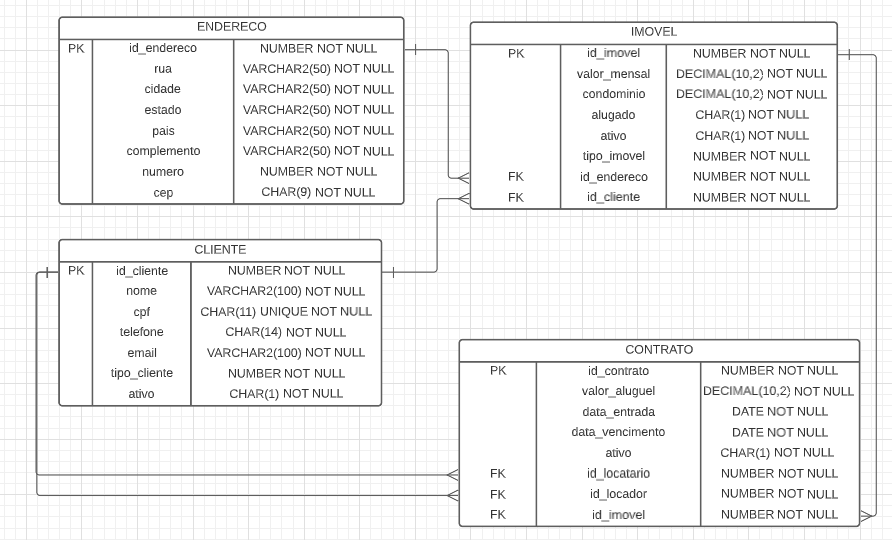 ENDERECO
PK id_endereco NUMBER NOT NULL
rua VARCHAR2(50) NOT NULL
cidade VARCHAR2(50) NOT NULL
estado VARCHAR2(50) NOT NULL
pais VARCHAR2(50) NOT NULL
complemento VARCHAR2(50) NOT NULL
numero NUMBER NOT NULL
cep CHAR(9) NOT NULL
IMOVEL
PK id_imovel NUMBER NOT NULL
valor_mensal DECIMAL(10,2) NOT NULL
condominio DECIMAL(10,2) NOT NULL
alugado CHAR(1) NOT NULL
ativo CHAR(1) NOT NULL
tipo_imovel NUMBER NOT NULL
FK id_endereco NUMBER NOT NULL
FK id_cliente NUMBER NOT NULL
CLIENTE
PK id_cliente NUMBER NOT NULL
nome VARCHAR2(100) NOT NULL
cpf CHAR(11) UNIQUE NOT NULL
telefone CHAR(14) NOT NULL
email VARCHAR2(100) NOT NULL
tipo_cliente NUMBER NOT NULL
ativo CHAR(1) NOT NULL
CONTRATO
PK id_contrato NUMBER NOT NULL
valor_aluguel DECIMAL(10,2) NOT NULL
data_entrada DATE NOT NULL
data_vencimento DATE NOT NULL
ativo CHAR(1) NOT NULL
FK id_locatario NUMBER NOT NULL
FK id_locador NUMBER NOT NULL
FK id_imovel NUMBER NOT NULL